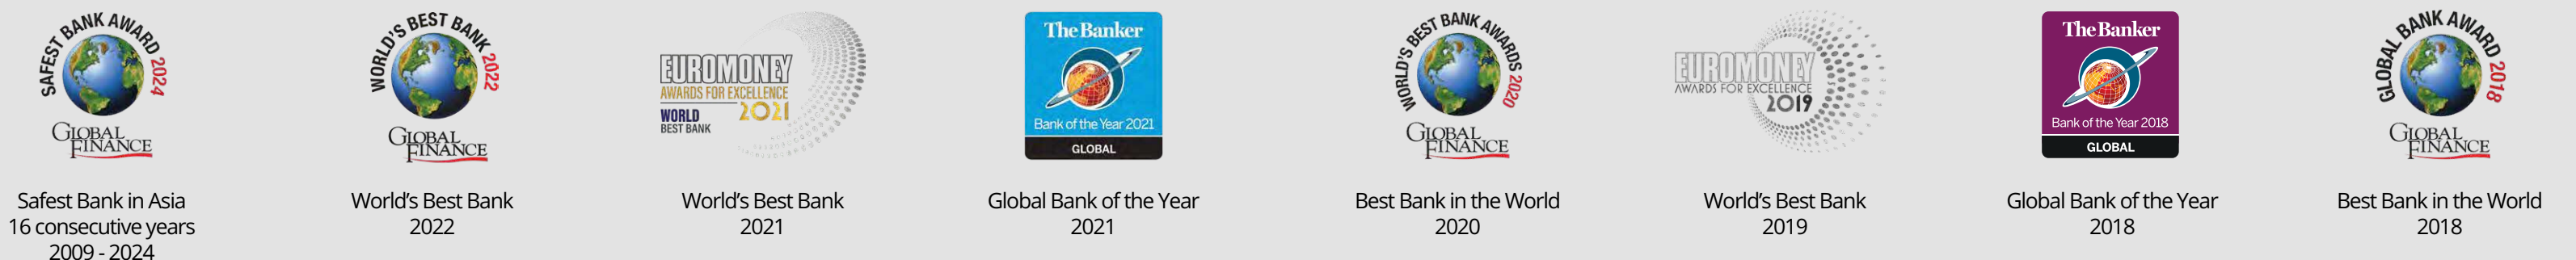 SAFEST BANK AWARD 2024
GLOBAL
FINANCE
Safest Bank in Asia
16 consecutive years
2009 - 2024
WORLD'S BEST BANK 2022
GLOBAL
FINANCE
World's Best Bank
2022
EUROMONEY
AWARDS FOR EXCELLENCE
WORLD
BEST BANK
2021
World's Best Bank
2021
The Banker
Bank of the Year 2021
GLOBAL
Global Bank of the Year
2021
WORLD'S BEST BANK AWARDS 2020
GLOBAL
FINANCE
Best Bank in the World
2020
EUROMONEY
AWARDS FOR EXCELLENCE
2019
World's Best Bank
2019
The Banker
Bank of the Year 2018
GLOBAL
Global Bank of the Year
2018
GLOBAL BANK AWARD 2018
GLOBAL
FINANCE
Best Bank in the World
2018